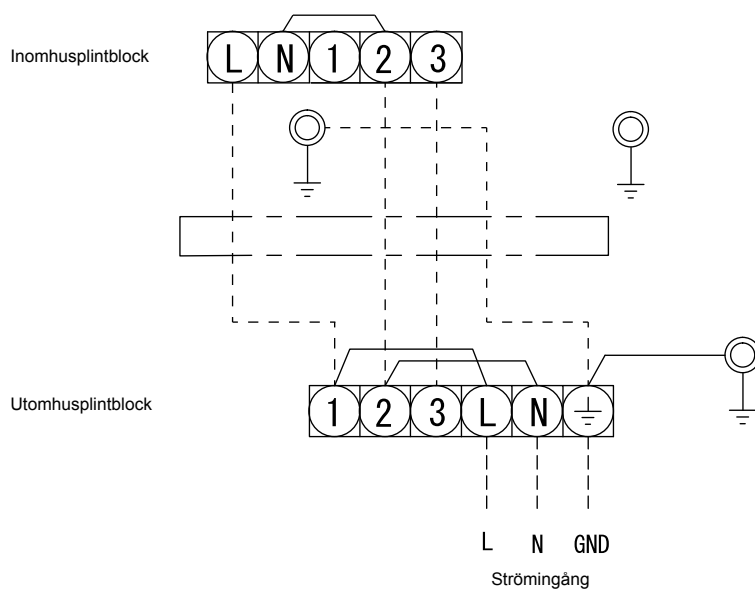 Inomhusplintblock
L N 1 2 3
Utomhusplintblock
1 2 3 L N
L N GND
Strömingång